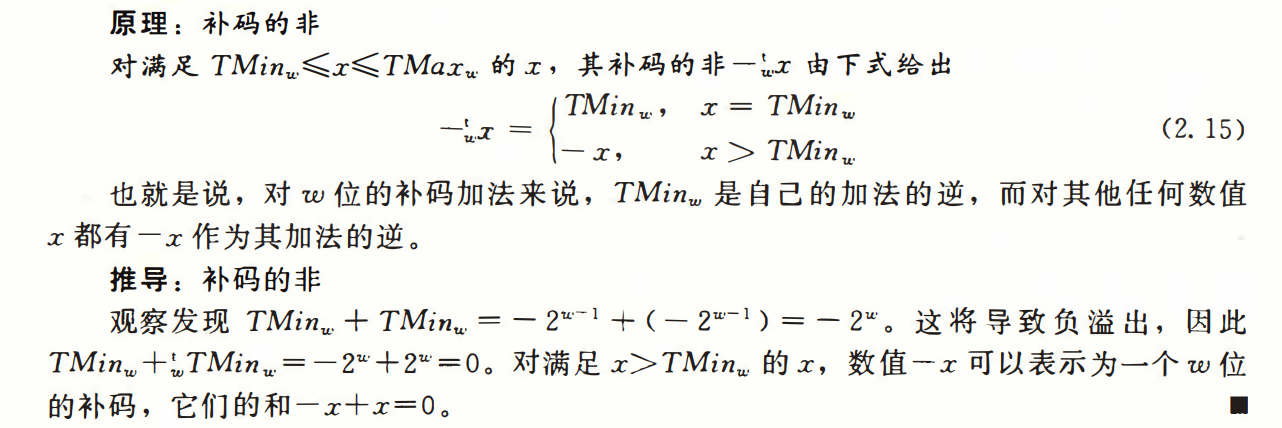 原理：补码的非
对满足 TMin_w≤x≤TMax_w 的 x，其补码的非 -^t_w x 由下式给出
-^t_w x = { TMin_w， x = TMin_w
-x， x > TMin_w
(2.15)
也就是说，对 w 位的补码加法来说，TMin_w 是自己的加法的逆，而对其他任何数值
x 都有 -x 作为其加法的逆。
推导：补码的非
观察发现 TMin_w + TMin_w = -2^{w-1} + (-2^{w-1}) = -2^w。这将导致负溢出，因此
TMin_w +^t_w TMin_w = -2^w + 2^w = 0。对满足 x>TMin_w 的 x，数值 -x 可以表示为一个 w 位
的补码，它们的和 -x+x=0。
■